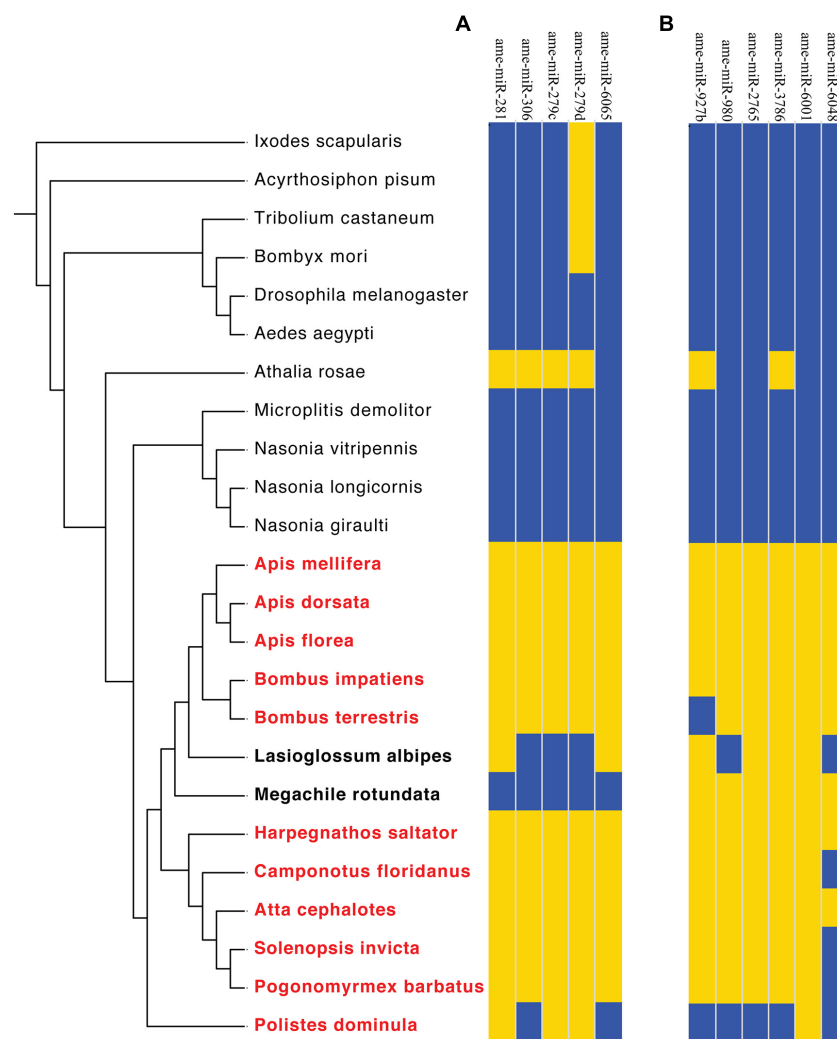 A
B
ame-miR-281
ame-miR-306
ame-miR-279c
ame-miR-279d
ame-miR-6065
ame-miR-927b
ame-miR-980
ame-miR-2765
ame-miR-3786
ame-miR-6001
ame-miR-6048
Ixodes scapularis
Acyrthosiphon pisum
Tribolium castaneum
Bombyx mori
Drosophila melanogaster
Aedes aegypti
Athalia rosae
Microplitis demolitor
Nasonia vitripennis
Nasonia longicornis
Nasonia giraulti
Apis mellifera
Apis dorsata
Apis florea
Bombus impatiens
Bombus terrestris
Lasioglossum albipes
Megachile rotundata
Harpegnathos saltator
Camponotus floridanus
Atta cephalotes
Solenopsis invicta
Pogonomyrmex barbatus
Polistes dominula